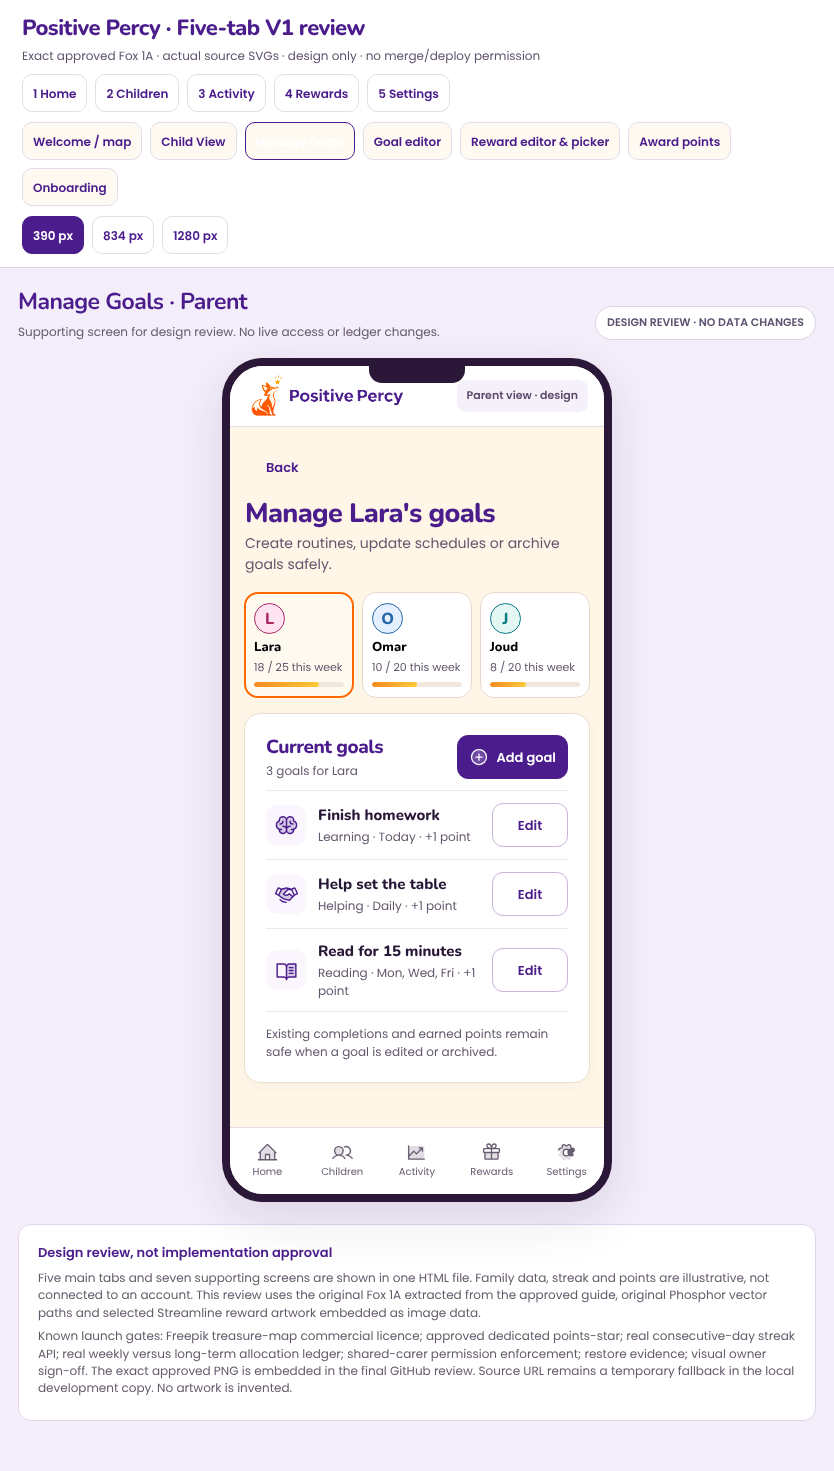 Positive Percy · Five-tab V1 review
Exact approved Fox 1A · actual source SVGs · design only · no merge/deploy permission
1 Home
2 Children
3 Activity
4 Rewards
5 Settings
Welcome / map
Child View
Manage Goals
Goal editor
Reward editor & picker
Award points
Onboarding
390 px
834 px
1280 px
Manage Goals · Parent
Supporting screen for design review. No live access or ledger changes.
DESIGN REVIEW · NO DATA CHANGES
Positive Percy
Parent view · design
Back
Manage Lara's goals
Create routines, update schedules or archive
goals safely.
L
Lara
18 / 25 this week
O
Omar
10 / 20 this week
J
Joud
8 / 20 this week
Current goals
3 goals for Lara
Add goal
Finish homework
Learning · Today · +1 point
Edit
Help set the table
Helping · Daily · +1 point
Edit
Read for 15 minutes
Reading · Mon, Wed, Fri · +1
point
Edit
Existing completions and earned points remain
safe when a goal is edited or archived.
Home
Children
Activity
Rewards
Settings
Design review, not implementation approval
Five main tabs and seven supporting screens are shown in one HTML file. Family data, streak and points are illustrative, not
connected to an account. This review uses the original Fox 1A extracted from the approved guide, original Phosphor vector
paths and selected Streamline reward artwork embedded as image data.
Known launch gates: Freepik treasure-map commercial licence; approved dedicated points-star; real consecutive-day streak
API; real weekly versus long-term allocation ledger; shared-carer permission enforcement; restore evidence; visual owner
sign-off. The exact approved PNG is embedded in the final GitHub review. Source URL remains a temporary fallback in the local
development copy. No artwork is invented.